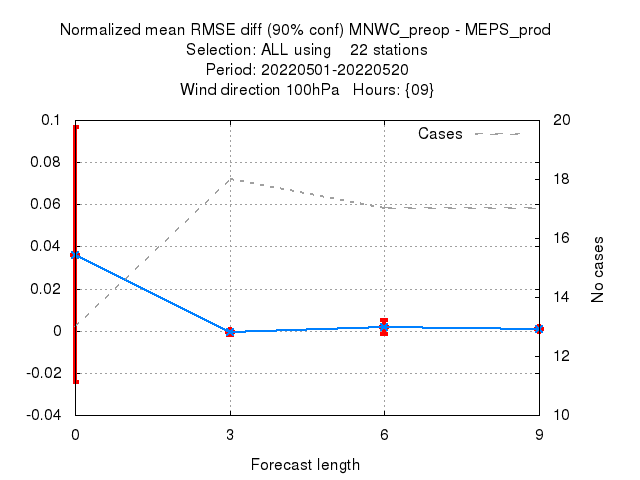 Normalized mean RMSE diff (90% conf) MNWC_preop - MEPS_prod
Selection: ALL using    22 stations
Period: 20220501-20220520
Wind direction 100hPa   Hours: {09}
0.1
0.08
0.06
0.04
0.02
0
-0.02
-0.04
Cases
20
18
16
14
12
10
No cases
0 3 6 9
Forecast length